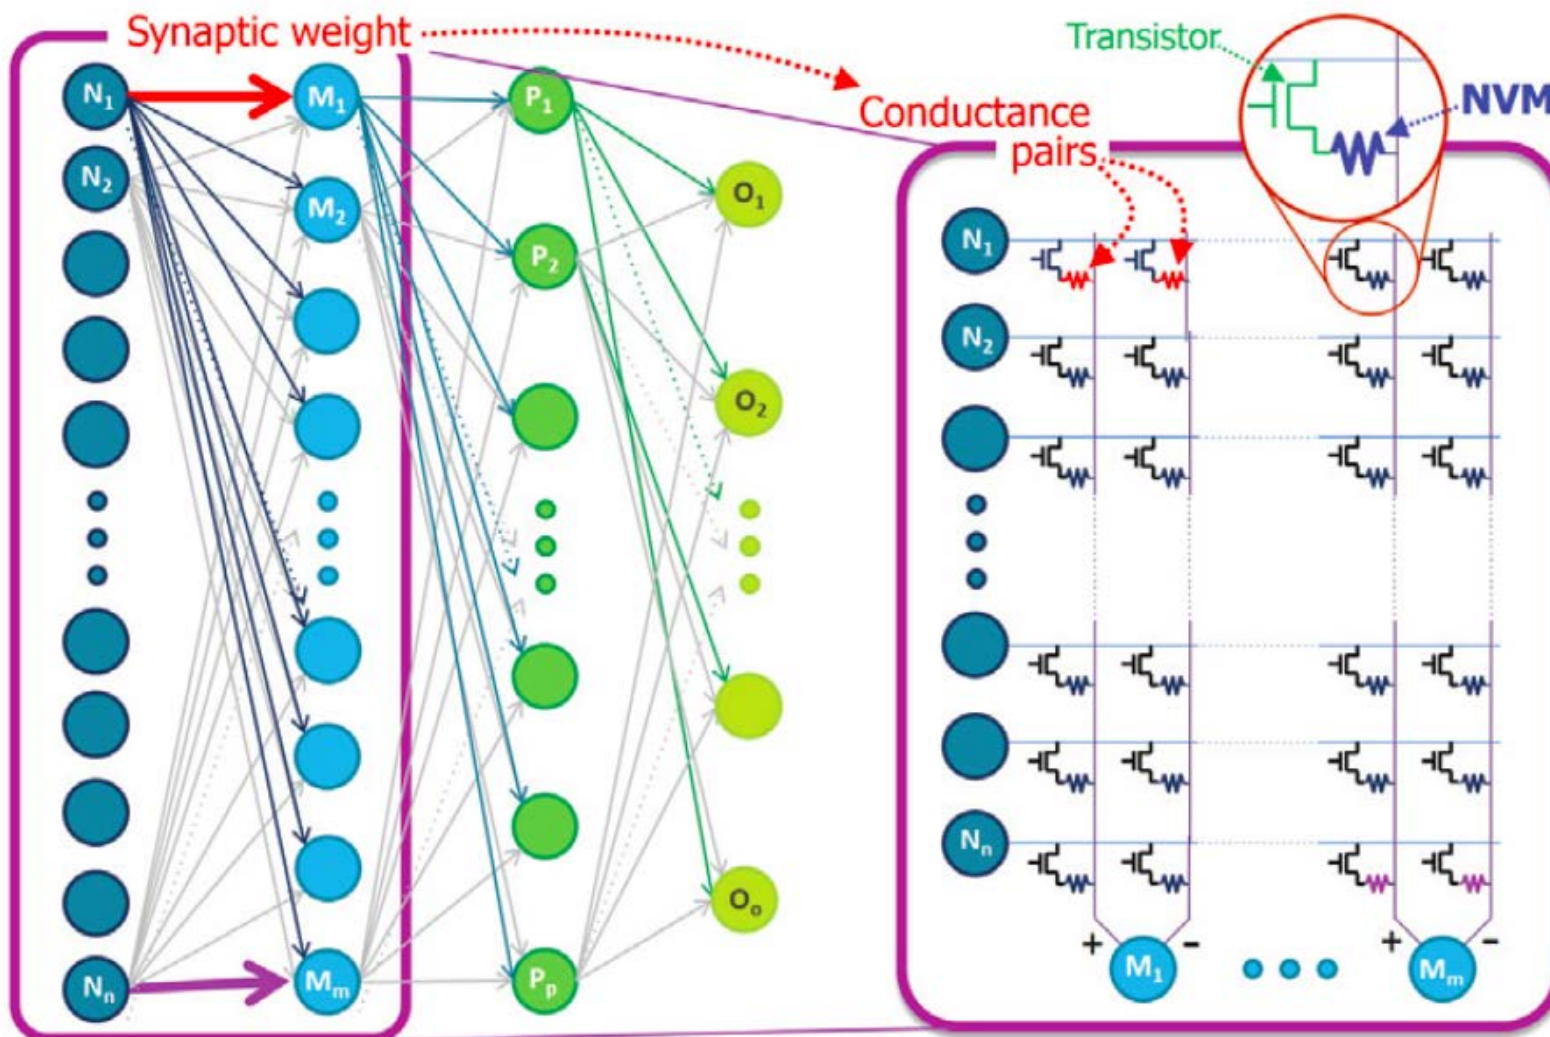 Synaptic weight
Transistor
NVM
Conductance
pairs
N₁
M₁
P₁
N₂
M₂
P₂
O₁
O₂
Oₒ
Nₙ
Mₘ
Pₚ
N₁
N₂
Nₙ
+ − + −
M₁
Mₘ